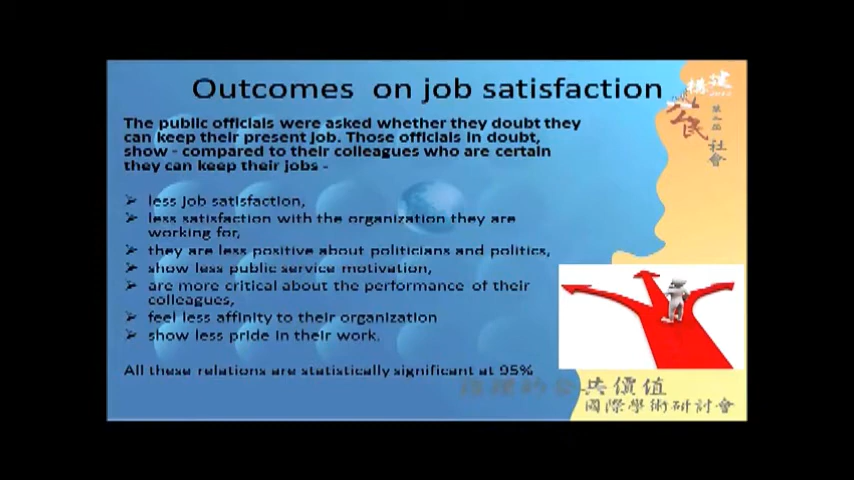 Outcomes on job satisfaction
The public officials were asked whether they doubt they
can keep their present job. Those officials in doubt,
show - compared to their colleagues who are certain
they can keep their jobs -
less job satisfaction,
less satisfaction with the organization they are
working for,
they are less positive about politicians and politics,
show less public service motivation,
are more critical about the performance of their
colleagues,
feel less affinity to their organization
show less pride in their work.
All these relations are statistically significant at 95%
構建
公民
社會
共價值
國際學術研討會